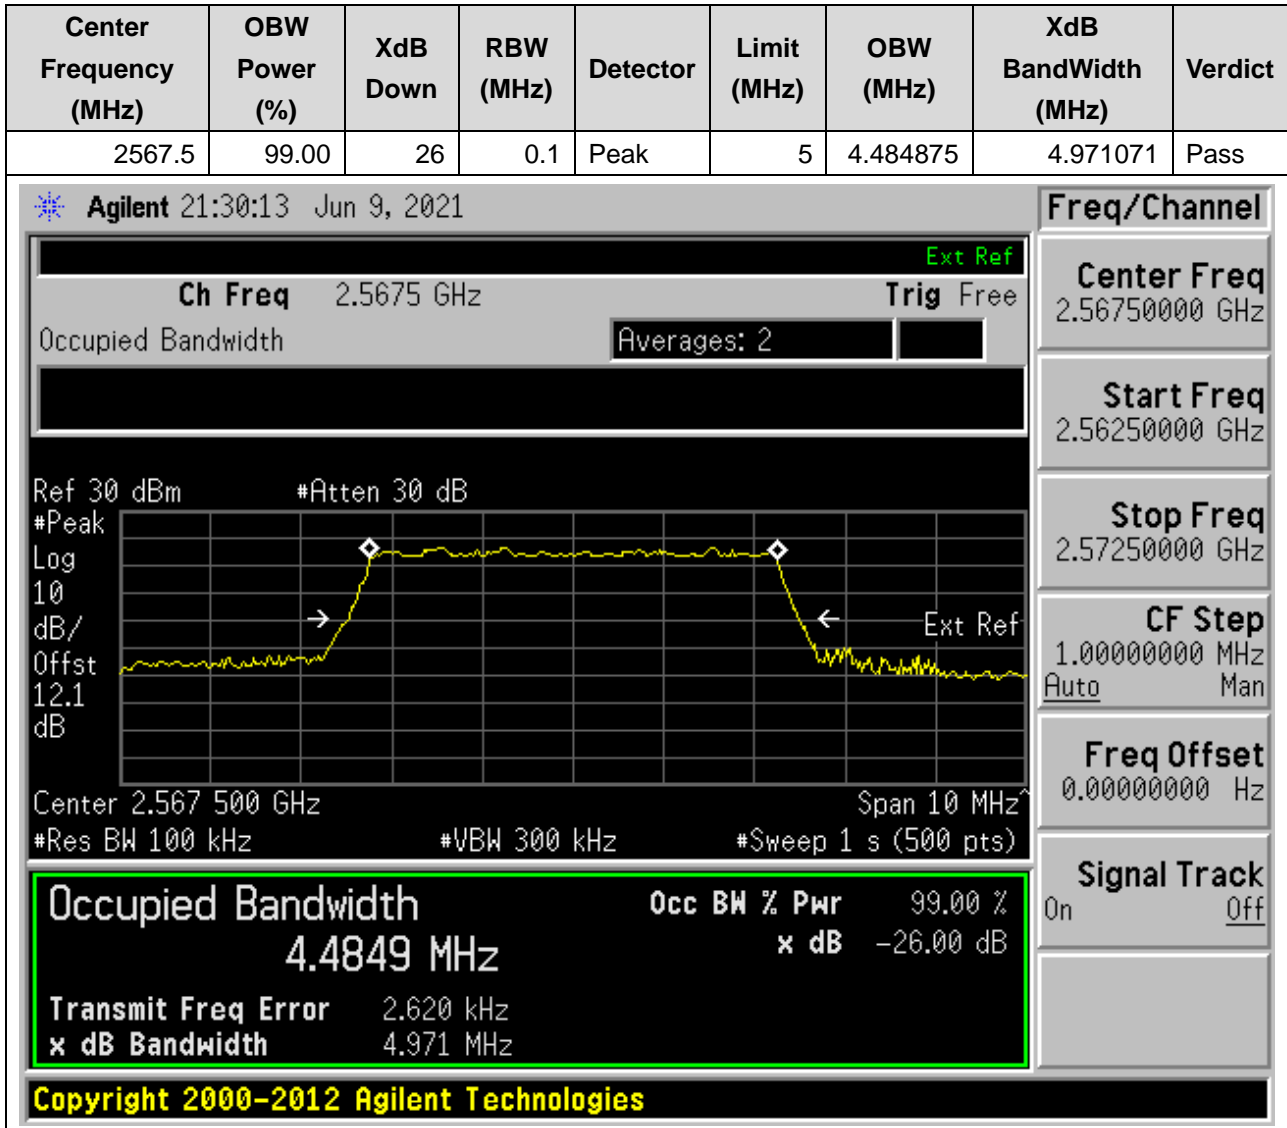 Center Frequency (MHz) OBW Power (%) XdB Down RBW (MHz) Detector Limit (MHz) OBW (MHz) XdB BandWidth (MHz) Verdict
2567.5 99.00 26 0.1 Peak 5 4.484875 4.971071 Pass
Agilent 21:30:13 Jun 9, 2021
Ext Ref
Ch Freq 2.5675 GHz Trig Free
Occupied Bandwidth Averages: 2
Ref 30 dBm #Atten 30 dB
#Peak
Log
10
dB/
Offst
12.1
dB
Ext Ref
Center 2.567 500 GHz Span 10 MHz^
#Res BW 100 kHz #VBW 300 kHz #Sweep 1 s (500 pts)
Occupied Bandwidth
4.4849 MHz
Occ BW % Pwr 99.00 %
x dB -26.00 dB
Transmit Freq Error 2.620 kHz
x dB Bandwidth 4.971 MHz
Freq/Channel
Center Freq
2.56750000 GHz
Start Freq
2.56250000 GHz
Stop Freq
2.57250000 GHz
CF Step
1.00000000 MHz
Auto Man
Freq Offset
0.00000000 Hz
Signal Track
On Off
Copyright 2000-2012 Agilent Technologies